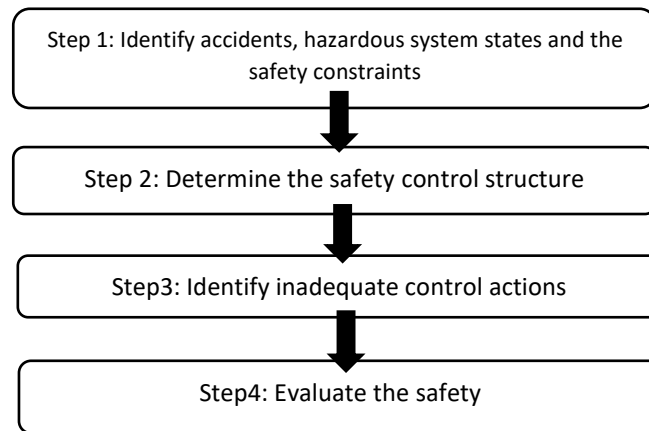 Step 1: Identify accidents, hazardous system states and the
safety constraints
Step 2: Determine the safety control structure
Step3: Identify inadequate control actions
Step4: Evaluate the safety